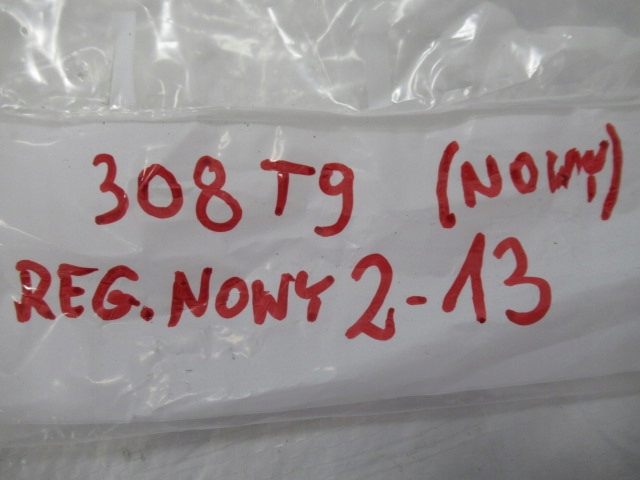 308 T9 (NOWY)
REG. NOWY 2-13